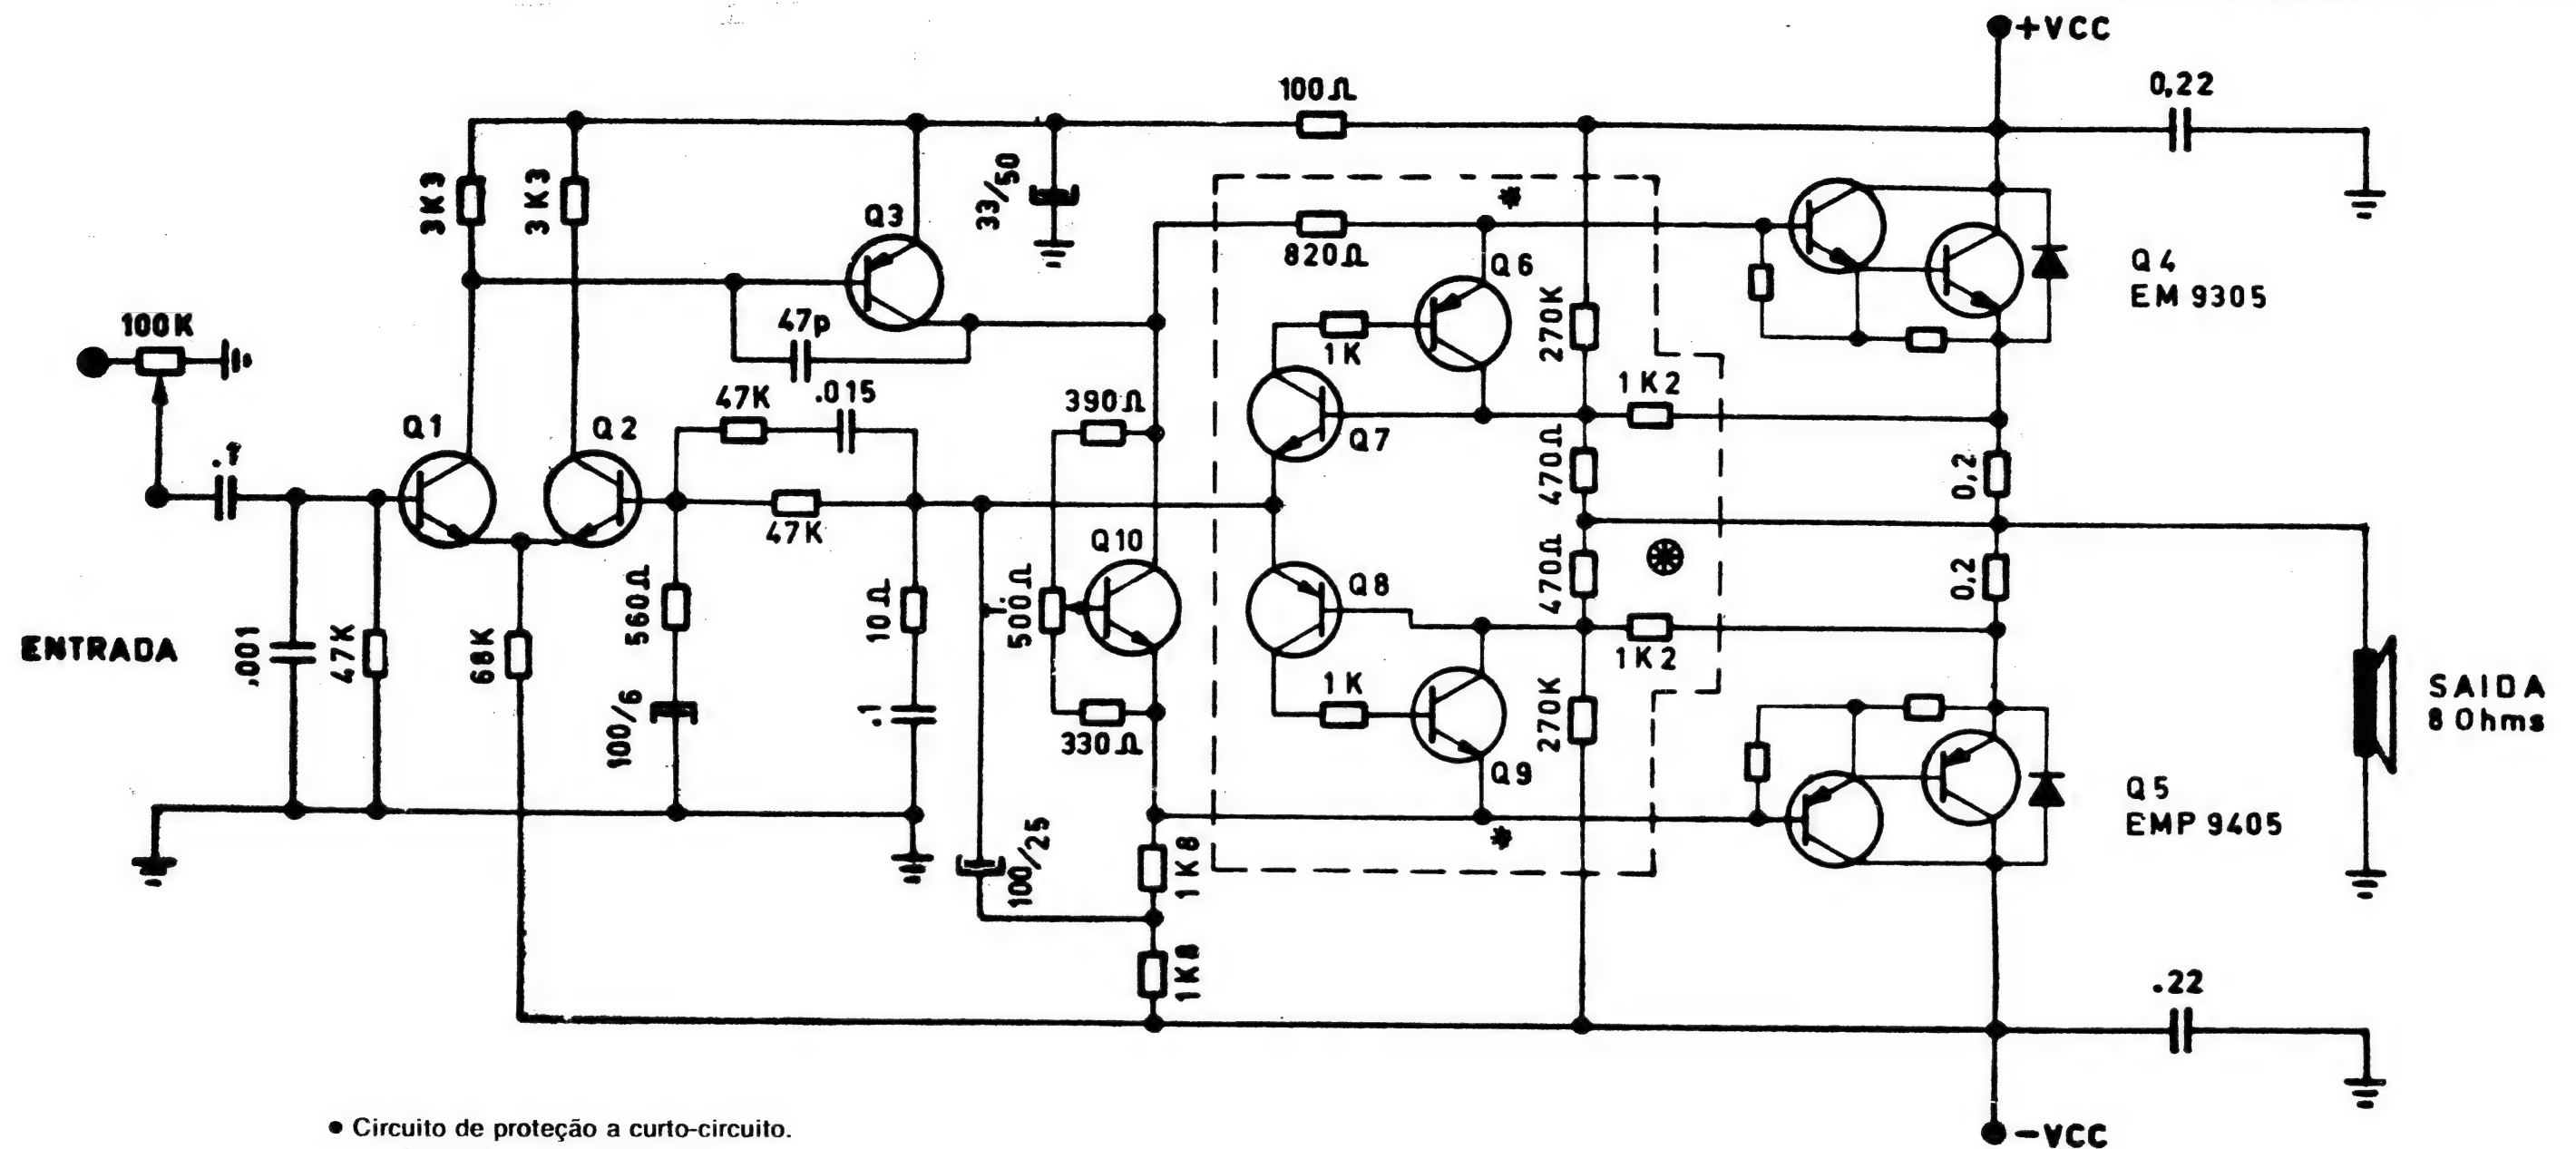 +VCC
0,22
100Ω
3K3
3K3
33/50
Q3
*
820Ω
Q6
Q4
EM 9305
100K
47p
1K
270K
1K2
47K
.015
390Ω
Q1
Q2
Q7
.1
470Ω
0,2
47K
Q10
560Ω
10Ω
500Ω
Q8
470Ω
0,2
ENTRADA
,001
47K
68K
1K2
1K
SAIDA
8 Ohms
100/6
.1
330Ω
270K
Q9
Q5
EMP 9405
*
100/25
1K8
1K8
.22
● Circuito de proteção a curto-circuito.
-VCC